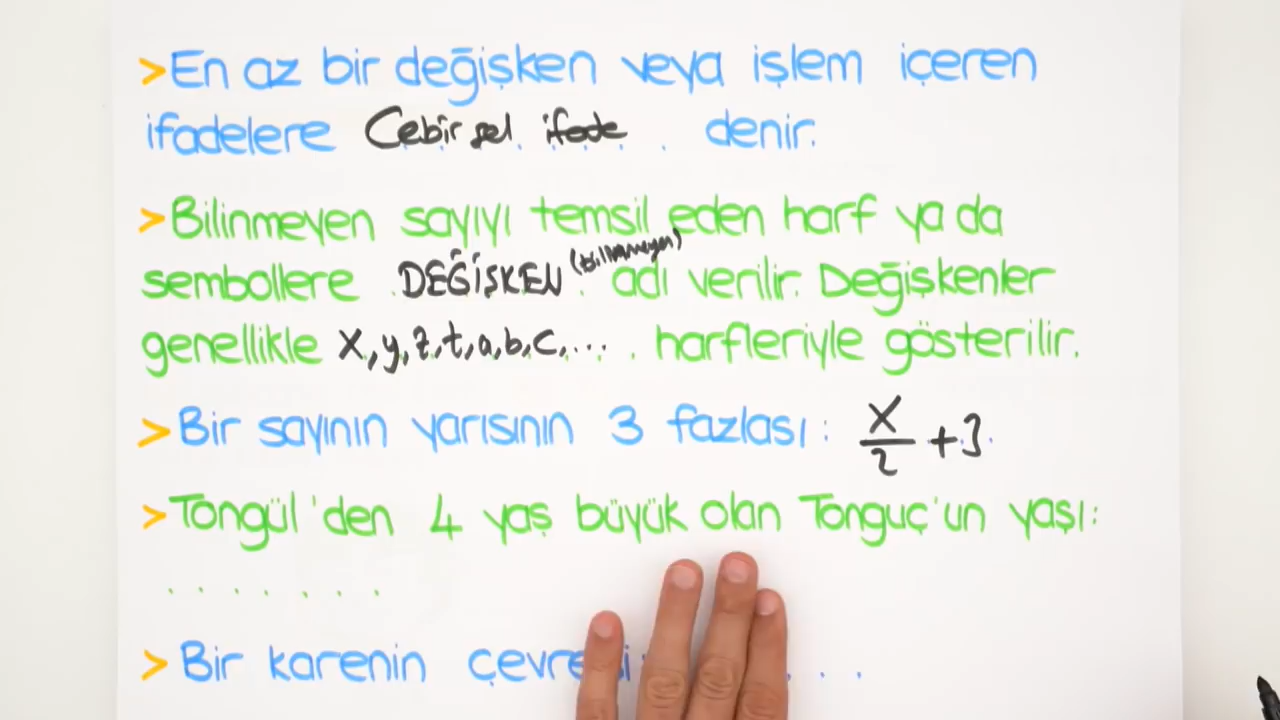 > En az bir değişken veya işlem içeren
ifadelere Cebirsel ifade . denir.
> Bilinmeyen sayıyı temsil eden harf ya da
sembollere DEĞİŞKEN (bilinmeyen) adı verilir. Değişkenler
genellikle x, y, z, t, a, b, c, ... . harfleriyle gösterilir.
> Bir sayının yarısının 3 fazlası: x/2 + 3
> Tongül'den 4 yaş büyük olan Tonguç'un yaşı:
. . . . . . .
> Bir karenin çevresi: . . .